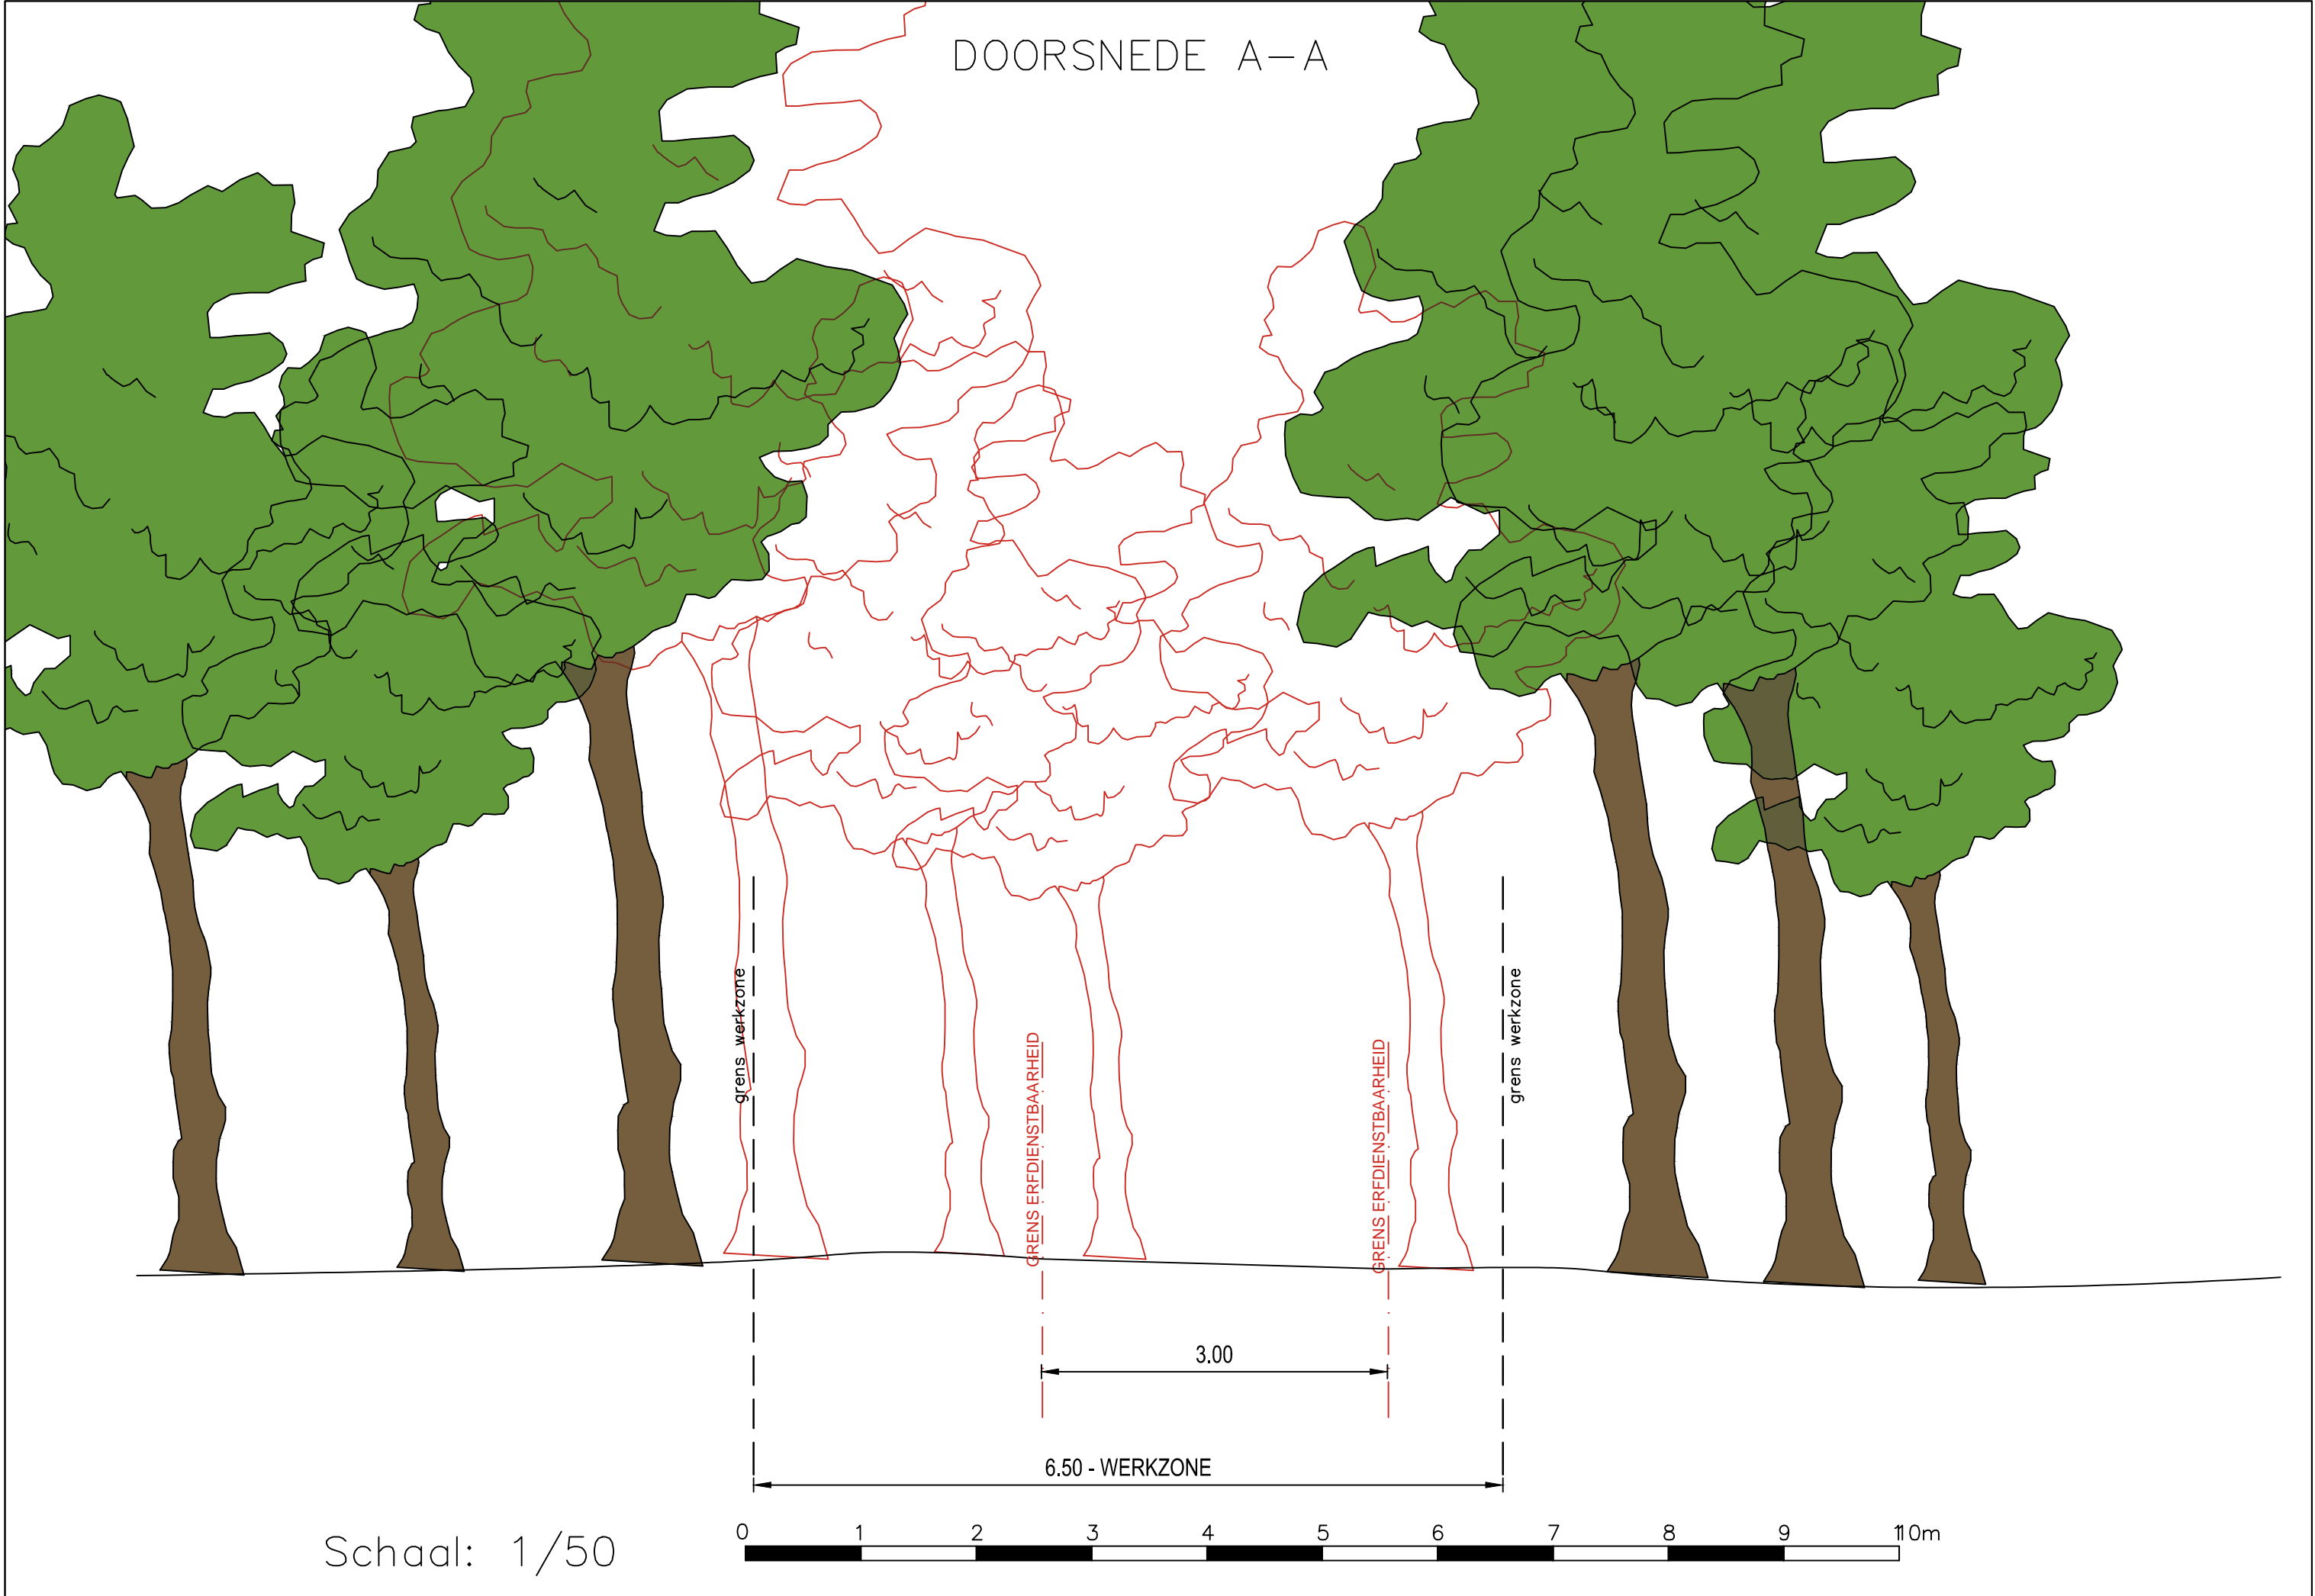 DOORSNEDE A-A
grens werkzone
GRENS ERFDIENSTBAARHEID
GRENS ERFDIENSTBAARHEID
grens werkzone
3.00
6.50 - WERKZONE
Schaal: 1/50
0 1 2 3 4 5 6 7 8 9 110m